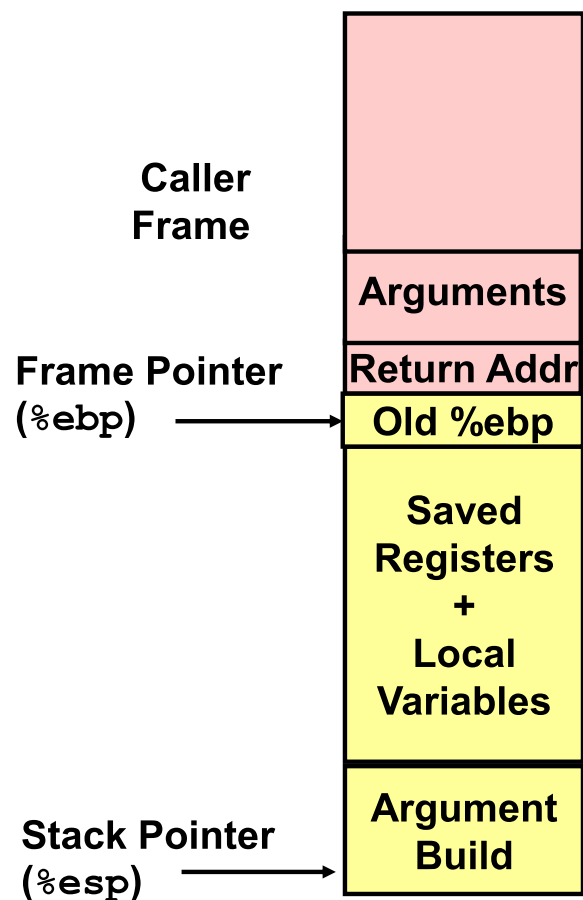 Caller
Frame
Arguments
Frame Pointer
(%ebp)
Return Addr
Old %ebp
Saved
Registers
+
Local
Variables
Argument
Build
Stack Pointer
(%esp)